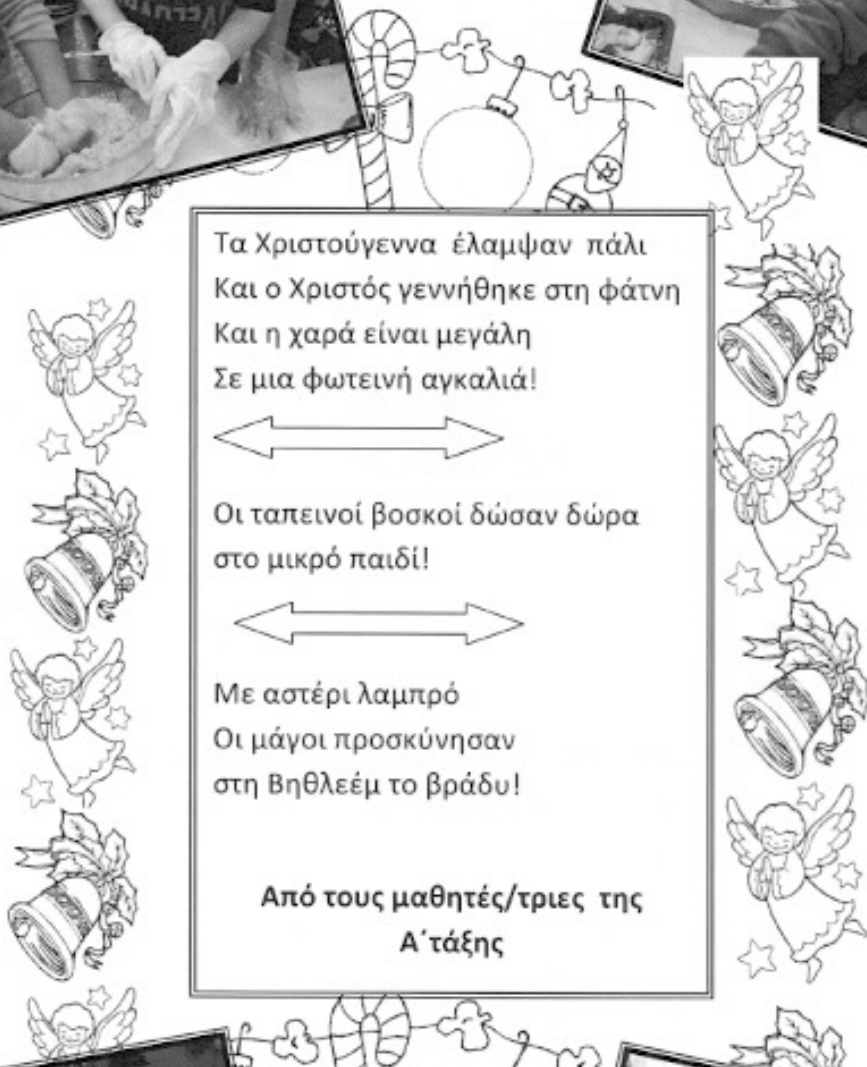 Τα Χριστούγεννα έλαμψαν πάλι
Και ο Χριστός γεννήθηκε στη φάτνη
Και η χαρά είναι μεγάλη
Σε μια φωτεινή αγκαλιά!
Οι ταπεινοί βοσκοί δώσαν δώρα
στο μικρό παιδί!
Με αστέρι λαμπρό
Οι μάγοι προσκύνησαν
στη Βηθλεέμ το βράδυ!
Από τους μαθητές/τριες της
Α΄τάξης